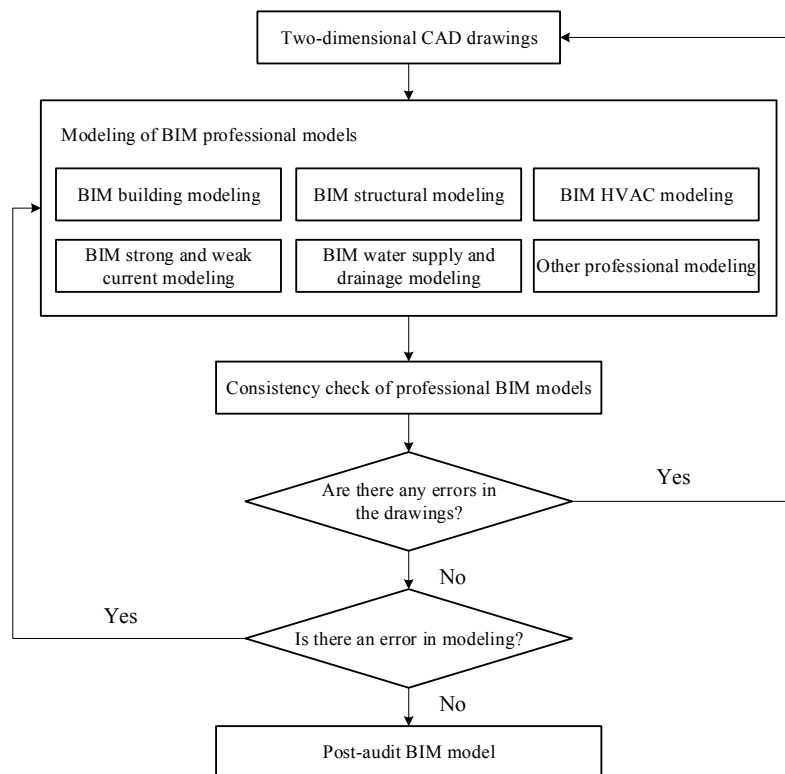 Two-dimensional CAD drawings
Modeling of BIM professional models
BIM building modeling
BIM structural modeling
BIM HVAC modeling
BIM strong and weak
current modeling
BIM water supply and
drainage modeling
Other professional modeling
Consistency check of professional BIM models
Are there any errors in
the drawings?
Yes
No
Is there an error in modeling?
Yes
No
Post-audit BIM model